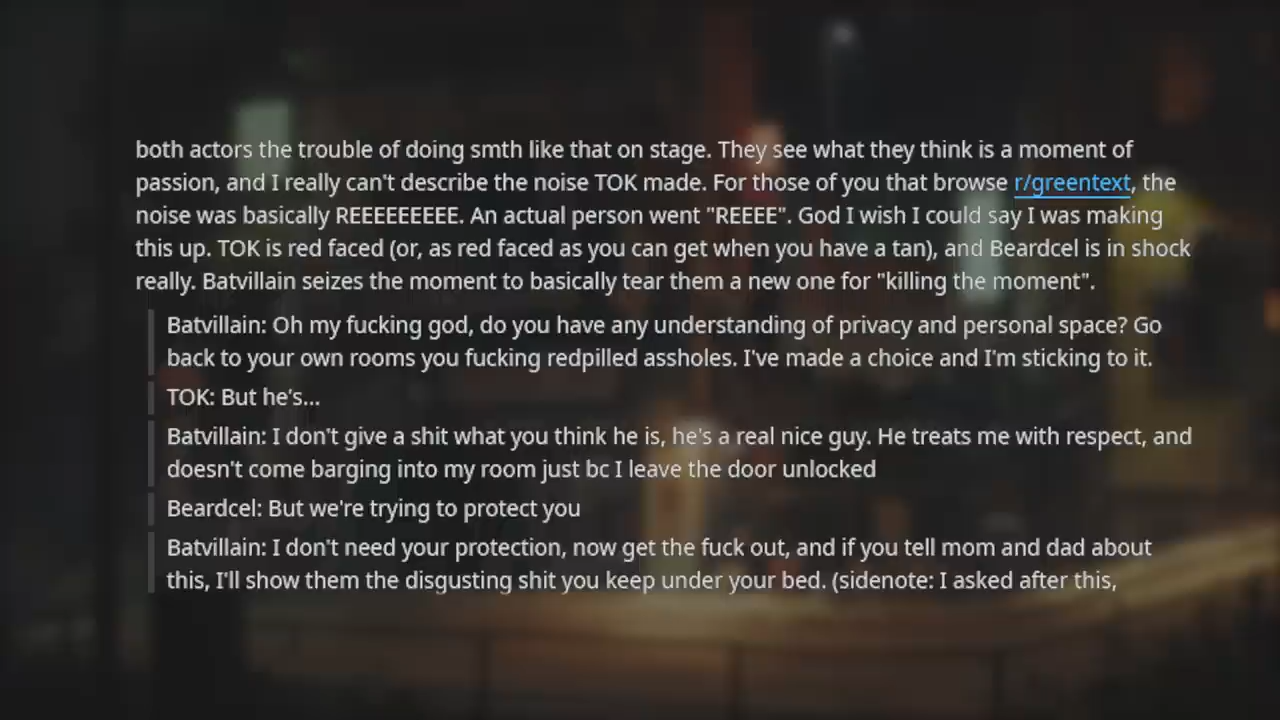 both actors the trouble of doing smth like that on stage. They see what they think is a moment of
passion, and I really can't describe the noise TOK made. For those of you that browse r/greentext, the
noise was basically REEEEEEEEE. An actual person went "REEEE". God I wish I could say I was making
this up. TOK is red faced (or, as red faced as you can get when you have a tan), and Beardcel is in shock
really. Batvillain seizes the moment to basically tear them a new one for "killing the moment".
Batvillain: Oh my fucking god, do you have any understanding of privacy and personal space? Go
back to your own rooms you fucking redpilled assholes. I've made a choice and I'm sticking to it.
TOK: But he's...
Batvillain: I don't give a shit what you think he is, he's a real nice guy. He treats me with respect, and
doesn't come barging into my room just bc I leave the door unlocked
Beardcel: But we're trying to protect you
Batvillain: I don't need your protection, now get the fuck out, and if you tell mom and dad about
this, I'll show them the disgusting shit you keep under your bed. (sidenote: I asked after this,